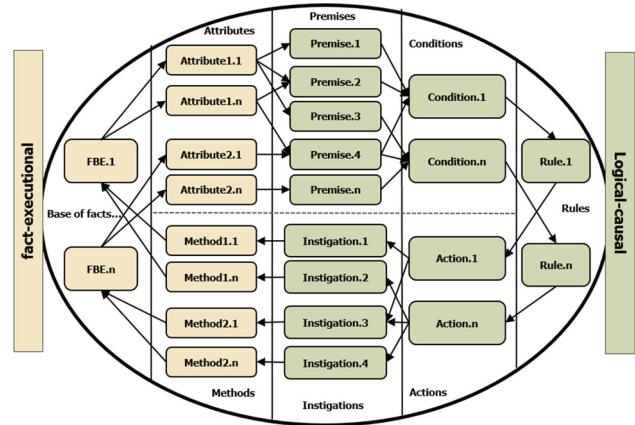 Attributes
Premises
Conditions
Attribute1.1
Premise.1
Attribute1.n
Premise.2
Condition.1
Premise.3
FBE.1
Attribute2.1
Premise.4
Condition.n
Rule.1
Attribute2.n
Premise.n
fact-executional
Logical-causal
Base of facts...
Rules
Method1.1
Instigation.1
Action.1
FBE.n
Method1.n
Instigation.2
Rule.n
Method2.1
Instigation.3
Action.n
Method2.n
Instigation.4
Methods
Instigations
Actions